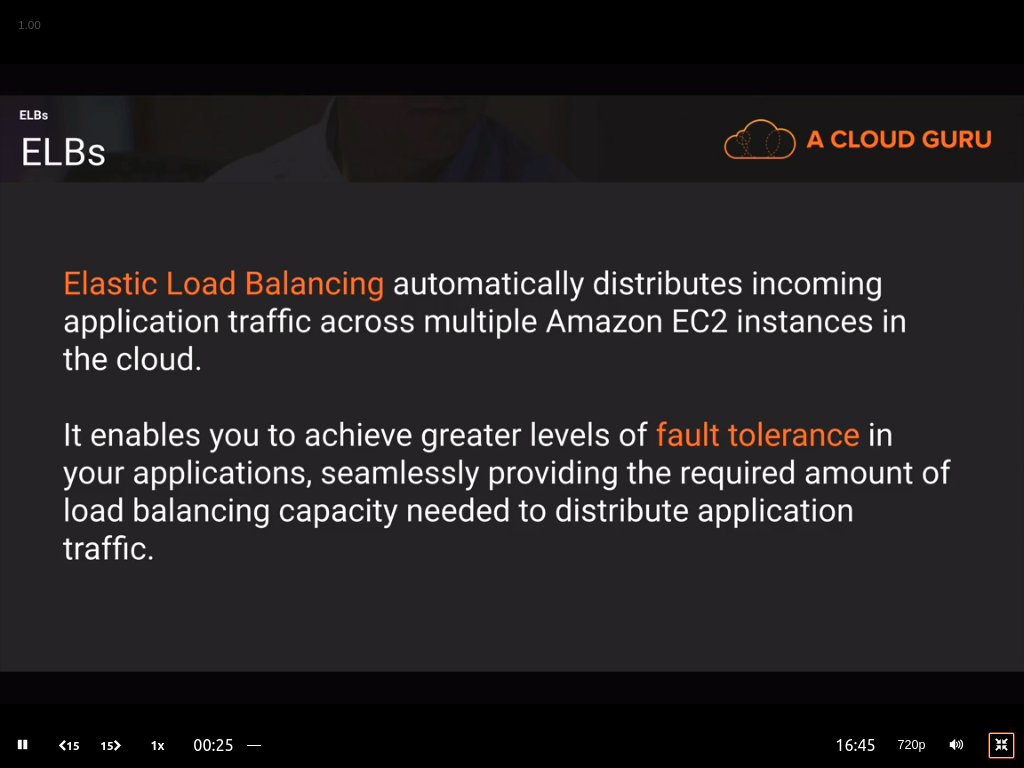 1.00
ELBs
ELBs
A CLOUD GURU
Elastic Load Balancing automatically distributes incoming
application traffic across multiple Amazon EC2 instances in
the cloud.
It enables you to achieve greater levels of fault tolerance in
your applications, seamlessly providing the required amount of
load balancing capacity needed to distribute application
traffic.
15 15 1x 00:25 16:45 720p